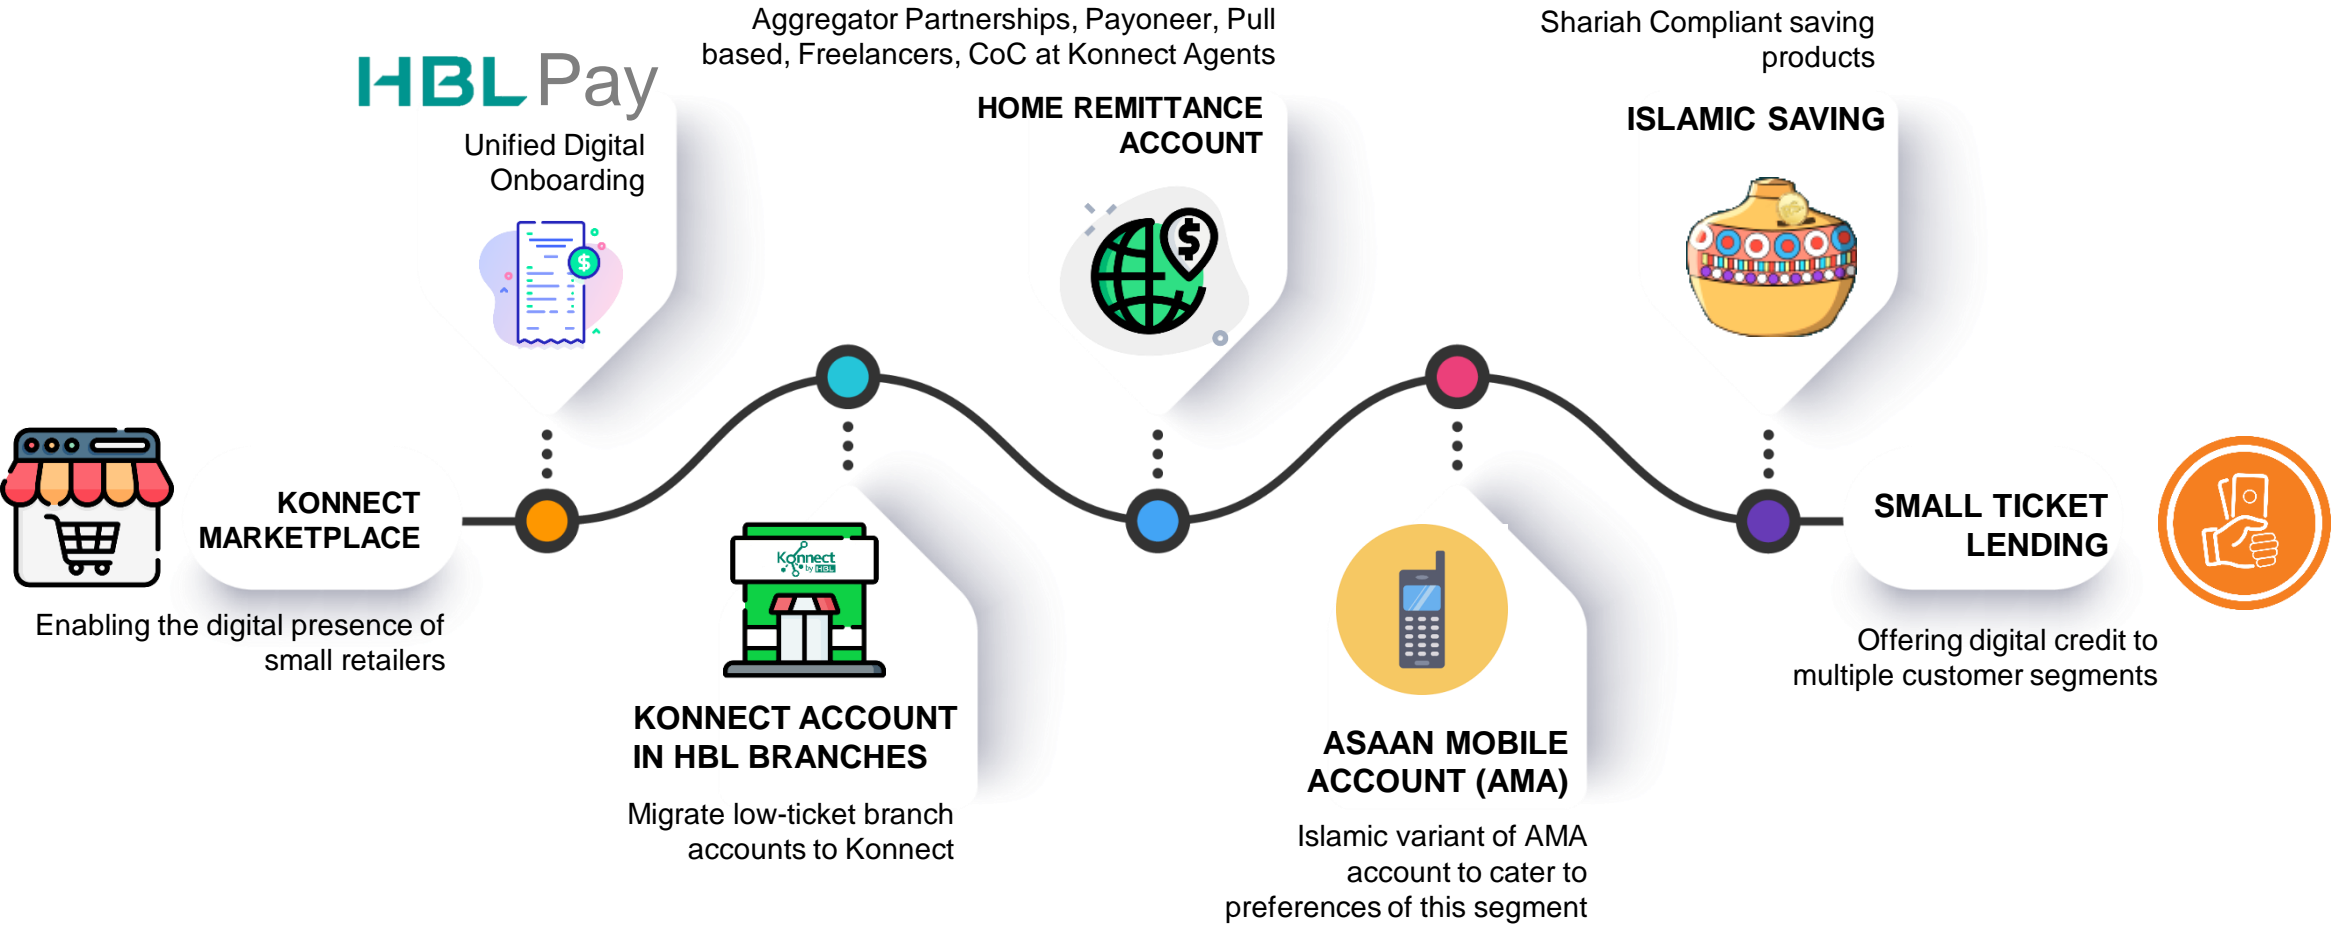 HBL Pay
Unified Digital
Onboarding
Aggregator Partnerships, Payoneer, Pull
based, Freelancers, CoC at Konnect Agents
HOME REMITTANCE
ACCOUNT
Shariah Compliant saving
products
ISLAMIC SAVING
KONNECT
MARKETPLACE
Enabling the digital presence of
small retailers
Konnect
by HBL
KONNECT ACCOUNT
IN HBL BRANCHES
Migrate low-ticket branch
accounts to Konnect
ASAAN MOBILE
ACCOUNT (AMA)
Islamic variant of AMA
account to cater to
preferences of this segment
SMALL TICKET
LENDING
Offering digital credit to
multiple customer segments